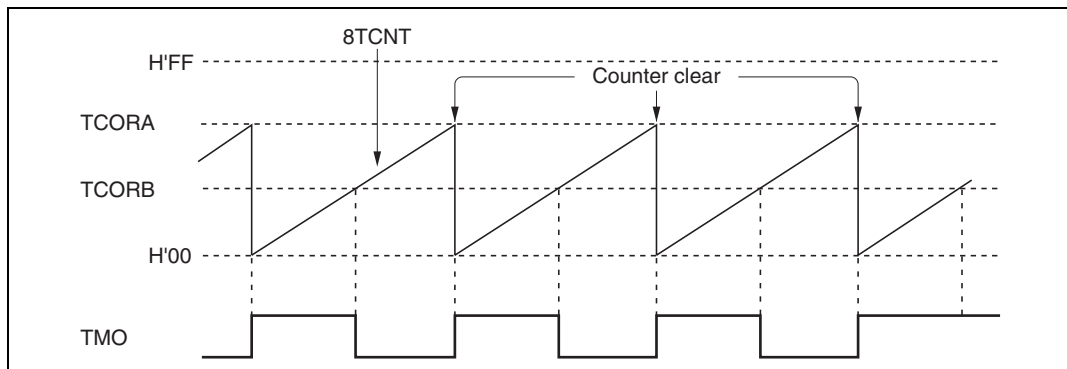 8TCNT
H'FF
Counter clear
TCORA
TCORB
H'00
TMO